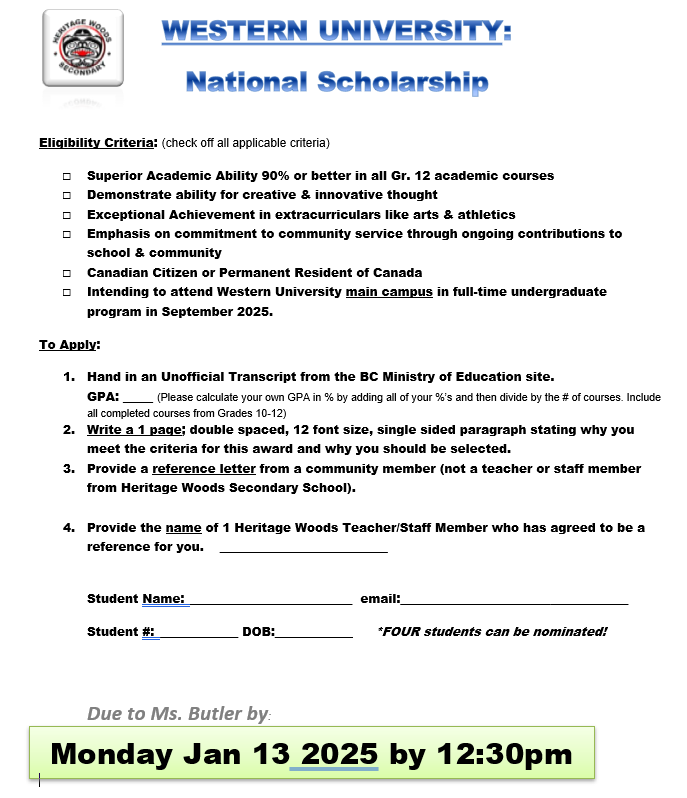 HERITAGE WOODS
SECONDARY
WESTERN UNIVERSITY:
National Scholarship
Eligibility Criteria: (check off all applicable criteria)
□ Superior Academic Ability 90% or better in all Gr. 12 academic courses
□ Demonstrate ability for creative & innovative thought
□ Exceptional Achievement in extracurriculars like arts & athletics
□ Emphasis on commitment to community service through ongoing contributions to
school & community
□ Canadian Citizen or Permanent Resident of Canada
□ Intending to attend Western University main campus in full-time undergraduate
program in September 2025.
To Apply:
1. Hand in an Unofficial Transcript from the BC Ministry of Education site.
GPA: _____ (Please calculate your own GPA in % by adding all of your %'s and then divide by the # of courses. Include
all completed courses from Grades 10-12)
2. Write a 1 page; double spaced, 12 font size, single sided paragraph stating why you
meet the criteria for this award and why you should be selected.
3. Provide a reference letter from a community member (not a teacher or staff member
from Heritage Woods Secondary School).
4. Provide the name of 1 Heritage Woods Teacher/Staff Member who has agreed to be a
reference for you. ____________________
Student Name: ____________________ email:____________________________
Student #: __________ DOB:__________ *FOUR students can be nominated!
Due to Ms. Butler by:
Monday Jan 13 2025 by 12:30pm